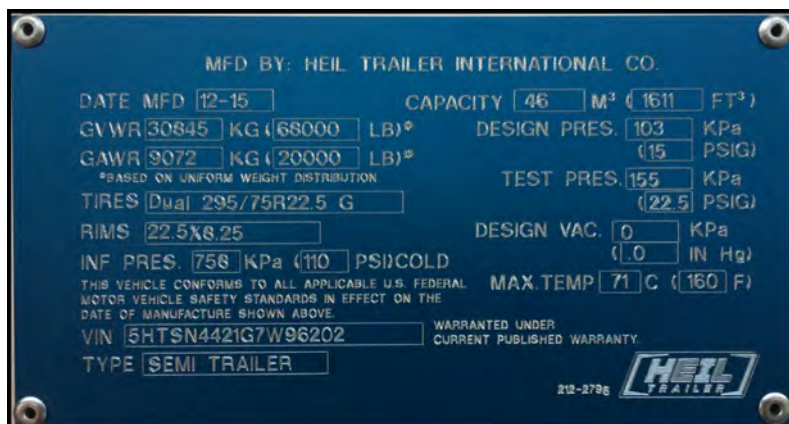 MFD BY: HEIL TRAILER INTERNATIONAL CO.
DATE MFD 12-15 CAPACITY 46 M³ (1611 FT³)
GVWR 30845 KG (68000 LB)* DESIGN PRES. 103 KPa
GAWR 9072 KG (20000 LB)* (15 PSIG)
*BASED ON UNIFORM WEIGHT DISTRIBUTION TEST PRES. 155 KPa
TIRES Dual 295/75R22.5 G (22.5 PSIG)
RIMS 22.5X8.25 DESIGN VAC. 0 KPa
INF PRES. 758 KPa (110 PSI)COLD (.0 IN Hg)
THIS VEHICLE CONFORMS TO ALL APPLICABLE U.S. FEDERAL MAX.TEMP 71 C (160 F)
MOTOR VEHICLE SAFETY STANDARDS IN EFFECT ON THE
DATE OF MANUFACTURE SHOWN ABOVE.
VIN 5HTSN4421G7W96202 WARRANTED UNDER
CURRENT PUBLISHED WARRANTY.
TYPE SEMI TRAILER
212-2796 HEIL
TRAILER